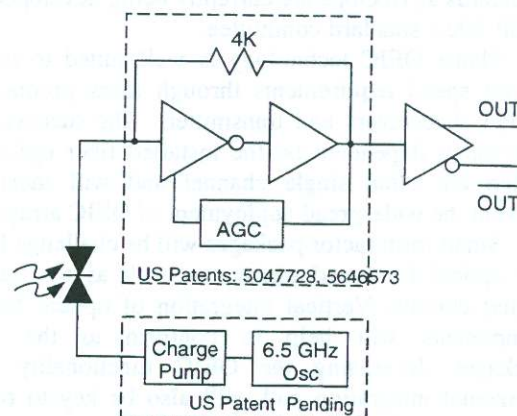 4K
OUT
OUT
AGC
US Patents: 5047728, 5646573
Charge
Pump
6.5 GHz
Osc
US Patent Pending